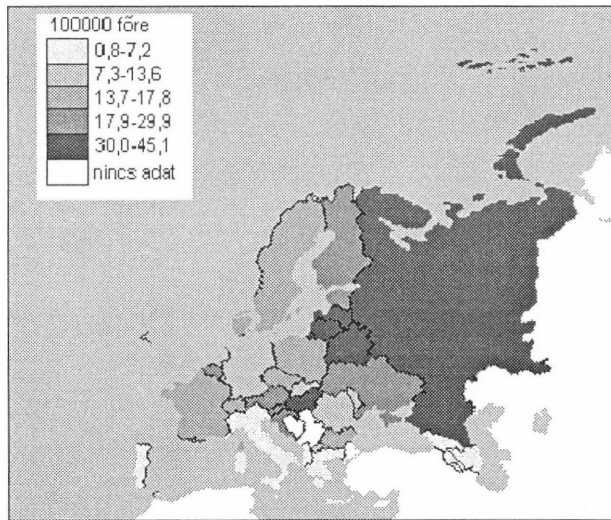 100000 főre
0,8-7,2
7,3-13,6
13,7-17,8
17,9-29,9
30,0-45,1
nincs adat